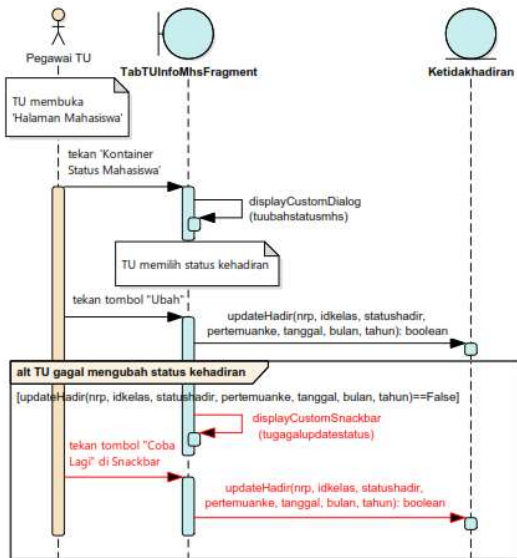 Pegawai TU
TabTUInfoMhsFragment
Ketidakhadiran
TU membuka
'Halaman Mahasiswa'
tekan 'Kontainer
Status Mahasiswa'
displayCustomDialog
(tuubahstatusmhs)
TU memilih status kehadiran
tekan tombol "Ubah"
updateHadir(nrp, idkelas, statushadir,
pertemuanke, tanggal, bulan, tahun): boolean
alt TU gagal mengubah status kehadiran
[updateHadir(nrp, idkelas, statushadir, pertemuanke, tanggal, bulan, tahun)==False]
displayCustomSnackbar
(tugagalupdatestatus)
tekan tombol "Coba
Lagi" di Snackbar
updateHadir(nrp, idkelas, statushadir,
pertemuanke, tanggal, bulan, tahun): boolean